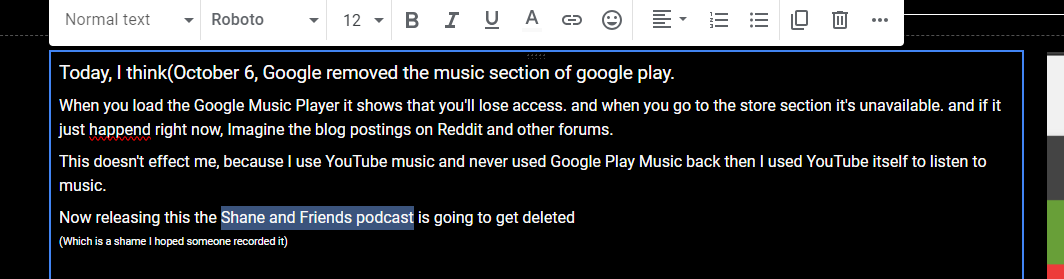 Normal text
Roboto
12
B I U A
Today, I think(October 6, Google removed the music section of google play.
When you load the Google Music Player it shows that you'll lose access. and when you go to the store section it's unavailable. and if it
just happend right now, Imagine the blog postings on Reddit and other forums.
This doesn't effect me, because I use YouTube music and never used Google Play Music back then I used YouTube itself to listen to
music.
Now releasing this the Shane and Friends podcast is going to get deleted
(Which is a shame I hoped someone recorded it)